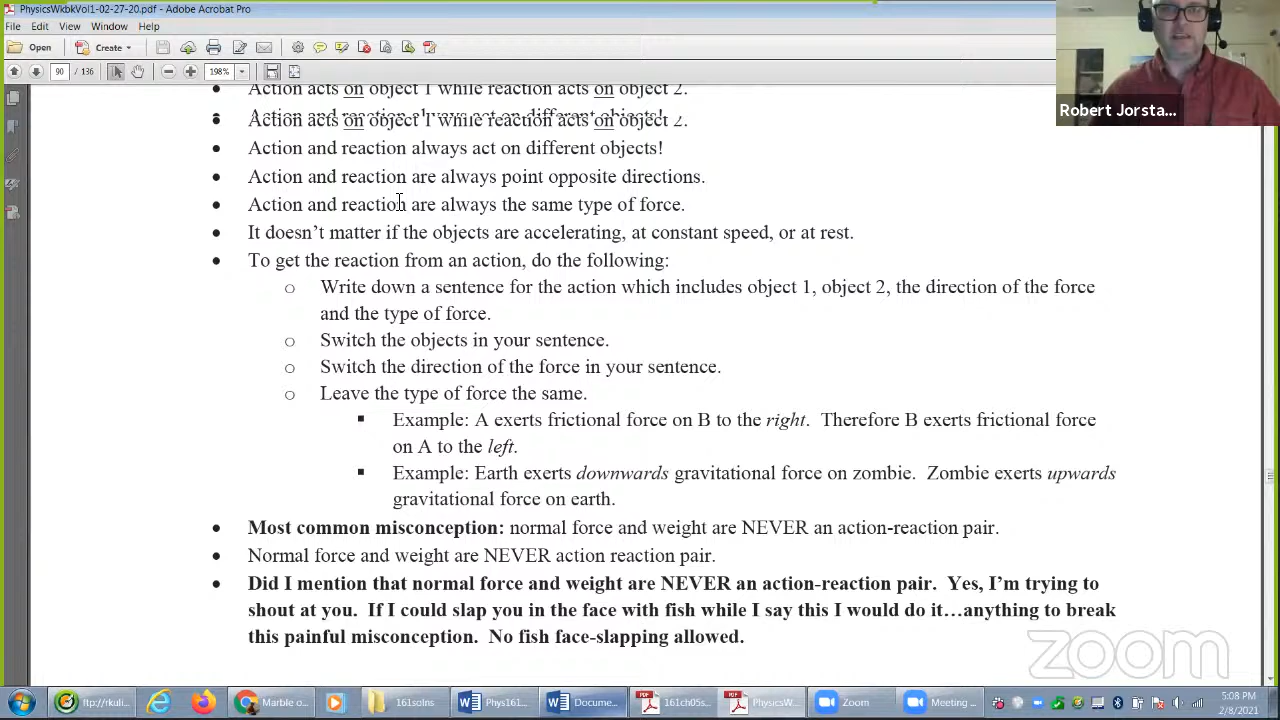 PhysicsWkbkVol1-02-27-20.pdf - Adobe Acrobat Pro
File Edit View Window Help
Open Create
90 / 136 198%
Robert Jorsta...
• Action acts on object 1 while reaction acts on object 2.
• Action acts on object 1 while reaction acts on object 2.
• Action and reaction always act on different objects!
• Action and reaction are always point opposite directions.
• Action and reaction are always the same type of force.
• It doesn’t matter if the objects are accelerating, at constant speed, or at rest.
• To get the reaction from an action, do the following:
o Write down a sentence for the action which includes object 1, object 2, the direction of the force
and the type of force.
o Switch the objects in your sentence.
o Switch the direction of the force in your sentence.
o Leave the type of force the same.
▪ Example: A exerts frictional force on B to the right. Therefore B exerts frictional force
on A to the left.
▪ Example: Earth exerts downwards gravitational force on zombie. Zombie exerts upwards
gravitational force on earth.
• Most common misconception: normal force and weight are NEVER an action-reaction pair.
• Normal force and weight are NEVER action reaction pair.
• Did I mention that normal force and weight are NEVER an action-reaction pair. Yes, I’m trying to
shout at you. If I could slap you in the face with fish while I say this I would do it…anything to break
this painful misconception. No fish face-slapping allowed.
zoom
ftp://rkuli... Marble o... 161solns Phys161... Docume... 161ch05s... PhysicsW... Zoom Meeting ...
5:08 PM
2/8/2021